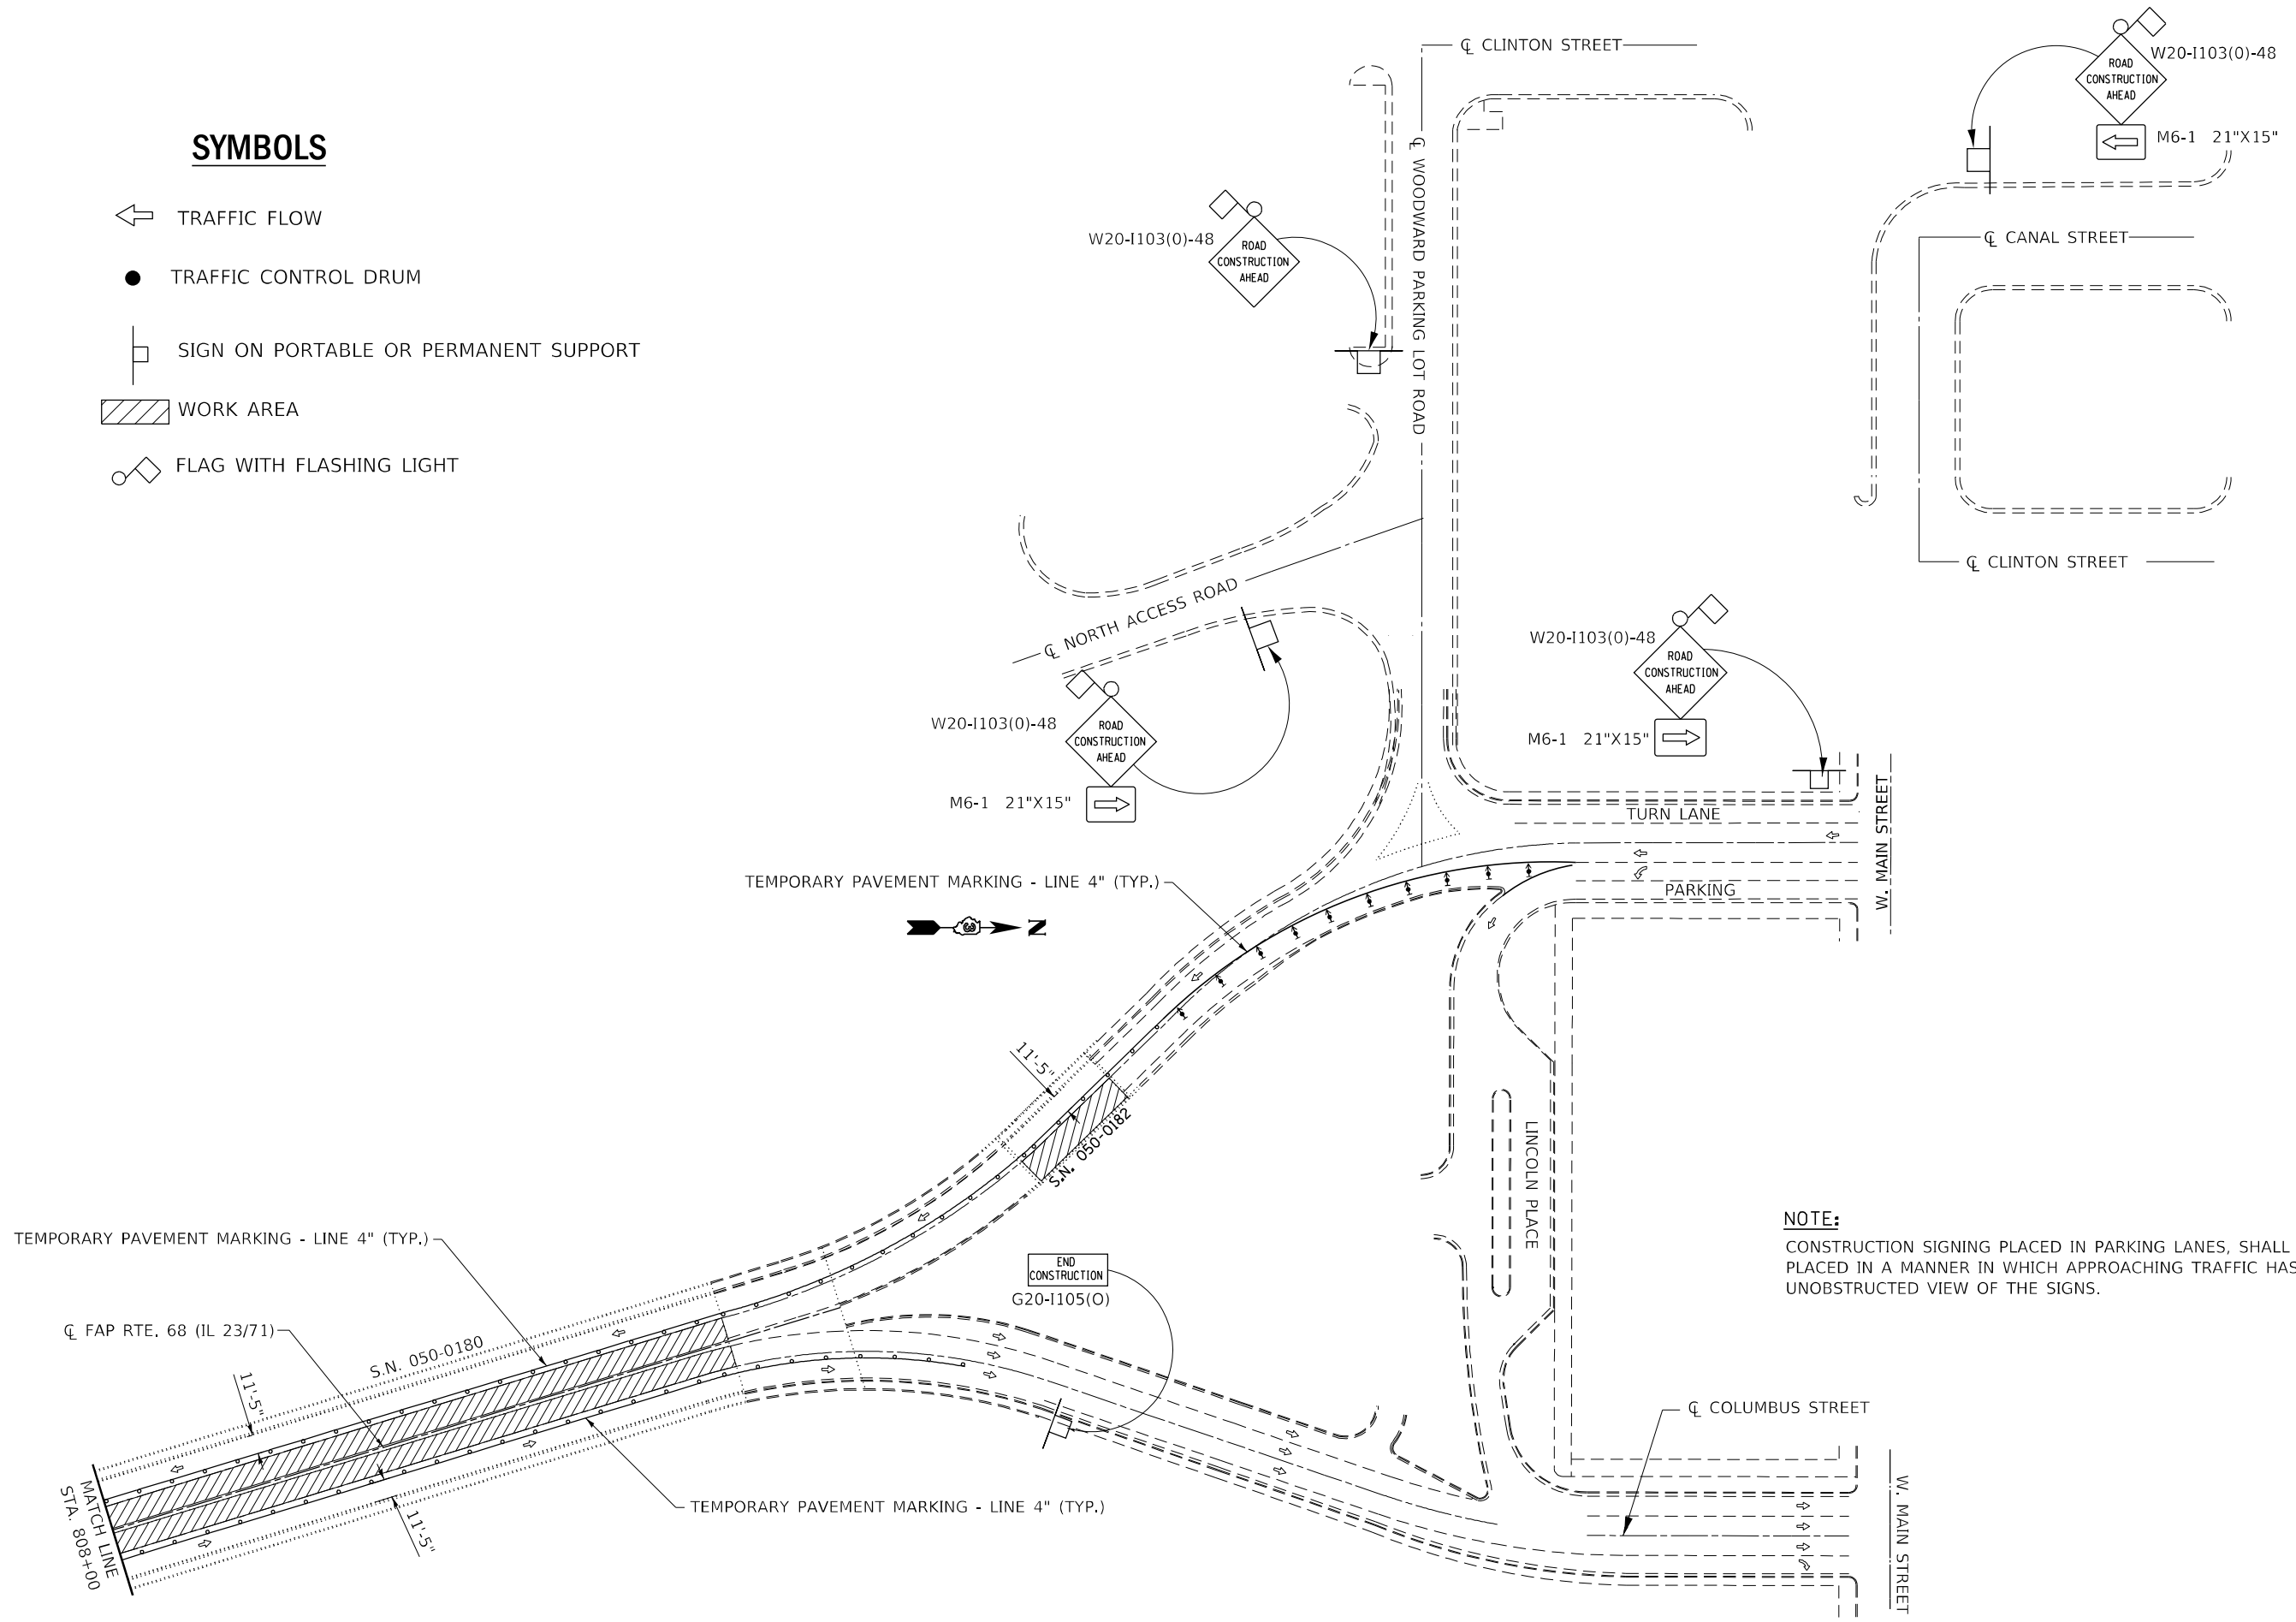 SYMBOLS
TRAFFIC FLOW
TRAFFIC CONTROL DRUM
SIGN ON PORTABLE OR PERMANENT SUPPORT
WORK AREA
FLAG WITH FLASHING LIGHT
℄ CLINTON STREET
℄ WOODWARD PARKING LOT ROAD
W20-I103(0)-48
ROAD
CONSTRUCTION
AHEAD
W20-I103(0)-48
ROAD
CONSTRUCTION
AHEAD
M6-1 21"X15"
℄ CANAL STREET
℄ CLINTON STREET
℄ NORTH ACCESS ROAD
W20-I103(0)-48
ROAD
CONSTRUCTION
AHEAD
M6-1 21"X15"
W20-I103(0)-48
ROAD
CONSTRUCTION
AHEAD
M6-1 21"X15"
TURN LANE
PARKING
W. MAIN STREET
TEMPORARY PAVEMENT MARKING - LINE 4" (TYP.)
N
11'-5"
S.N. 050-0182
LINCOLN PLACE
NOTE:
CONSTRUCTION SIGNING PLACED IN PARKING LANES, SHALL
PLACED IN A MANNER IN WHICH APPROACHING TRAFFIC HAS
UNOBSTRUCTED VIEW OF THE SIGNS.
TEMPORARY PAVEMENT MARKING - LINE 4" (TYP.)
END
CONSTRUCTION
G20-I105(O)
℄ FAP RTE. 68 (IL 23/71)
S.N. 050-0180
11'-5"
℄ COLUMBUS STREET
TEMPORARY PAVEMENT MARKING - LINE 4" (TYP.)
11'-5"
MATCH LINE
STA. 808+00
W. MAIN STREET